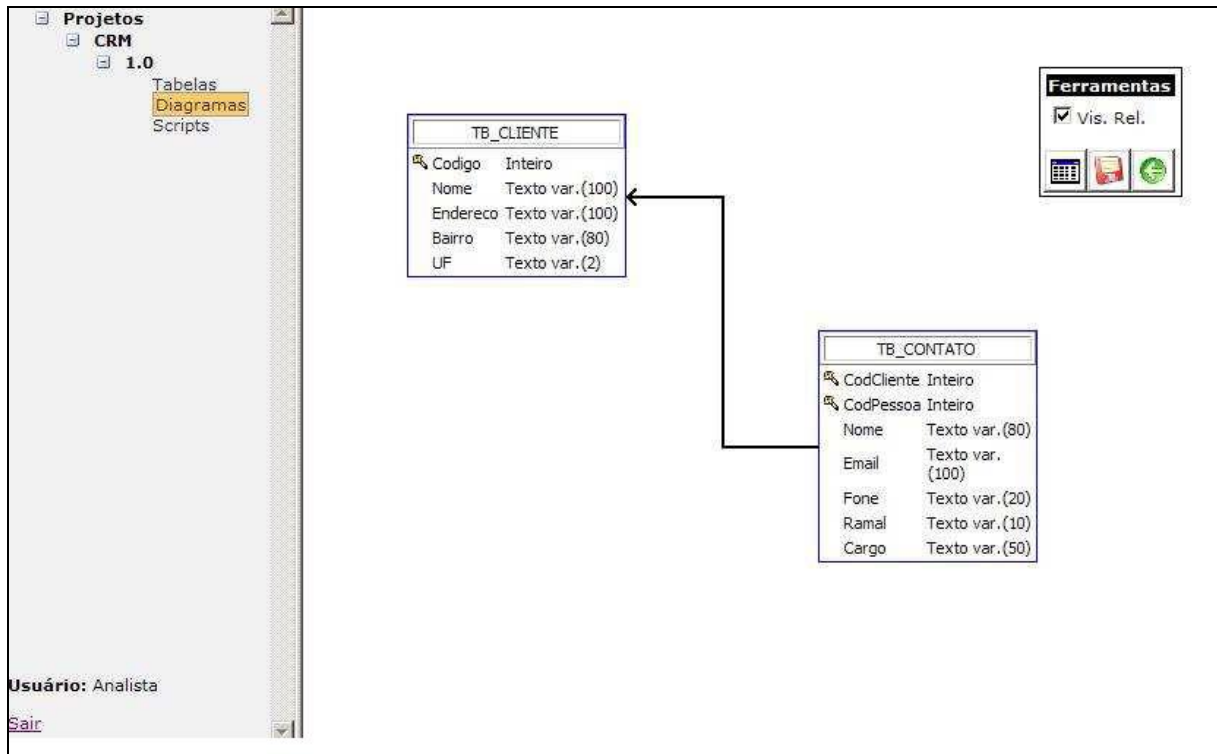 Projetos
CRM
1.0
Tabelas
Diagramas
Scripts
Usuário: Analista
Sair
TB_CLIENTE
Codigo Inteiro
Nome Texto var.(100)
Endereco Texto var.(100)
Bairro Texto var.(80)
UF Texto var.(2)
Ferramentas
Vis. Rel.
TB_CONTATO
CodCliente Inteiro
CodPessoa Inteiro
Nome Texto var.(80)
Email Texto var.
(100)
Fone Texto var.(20)
Ramal Texto var.(10)
Cargo Texto var.(50)